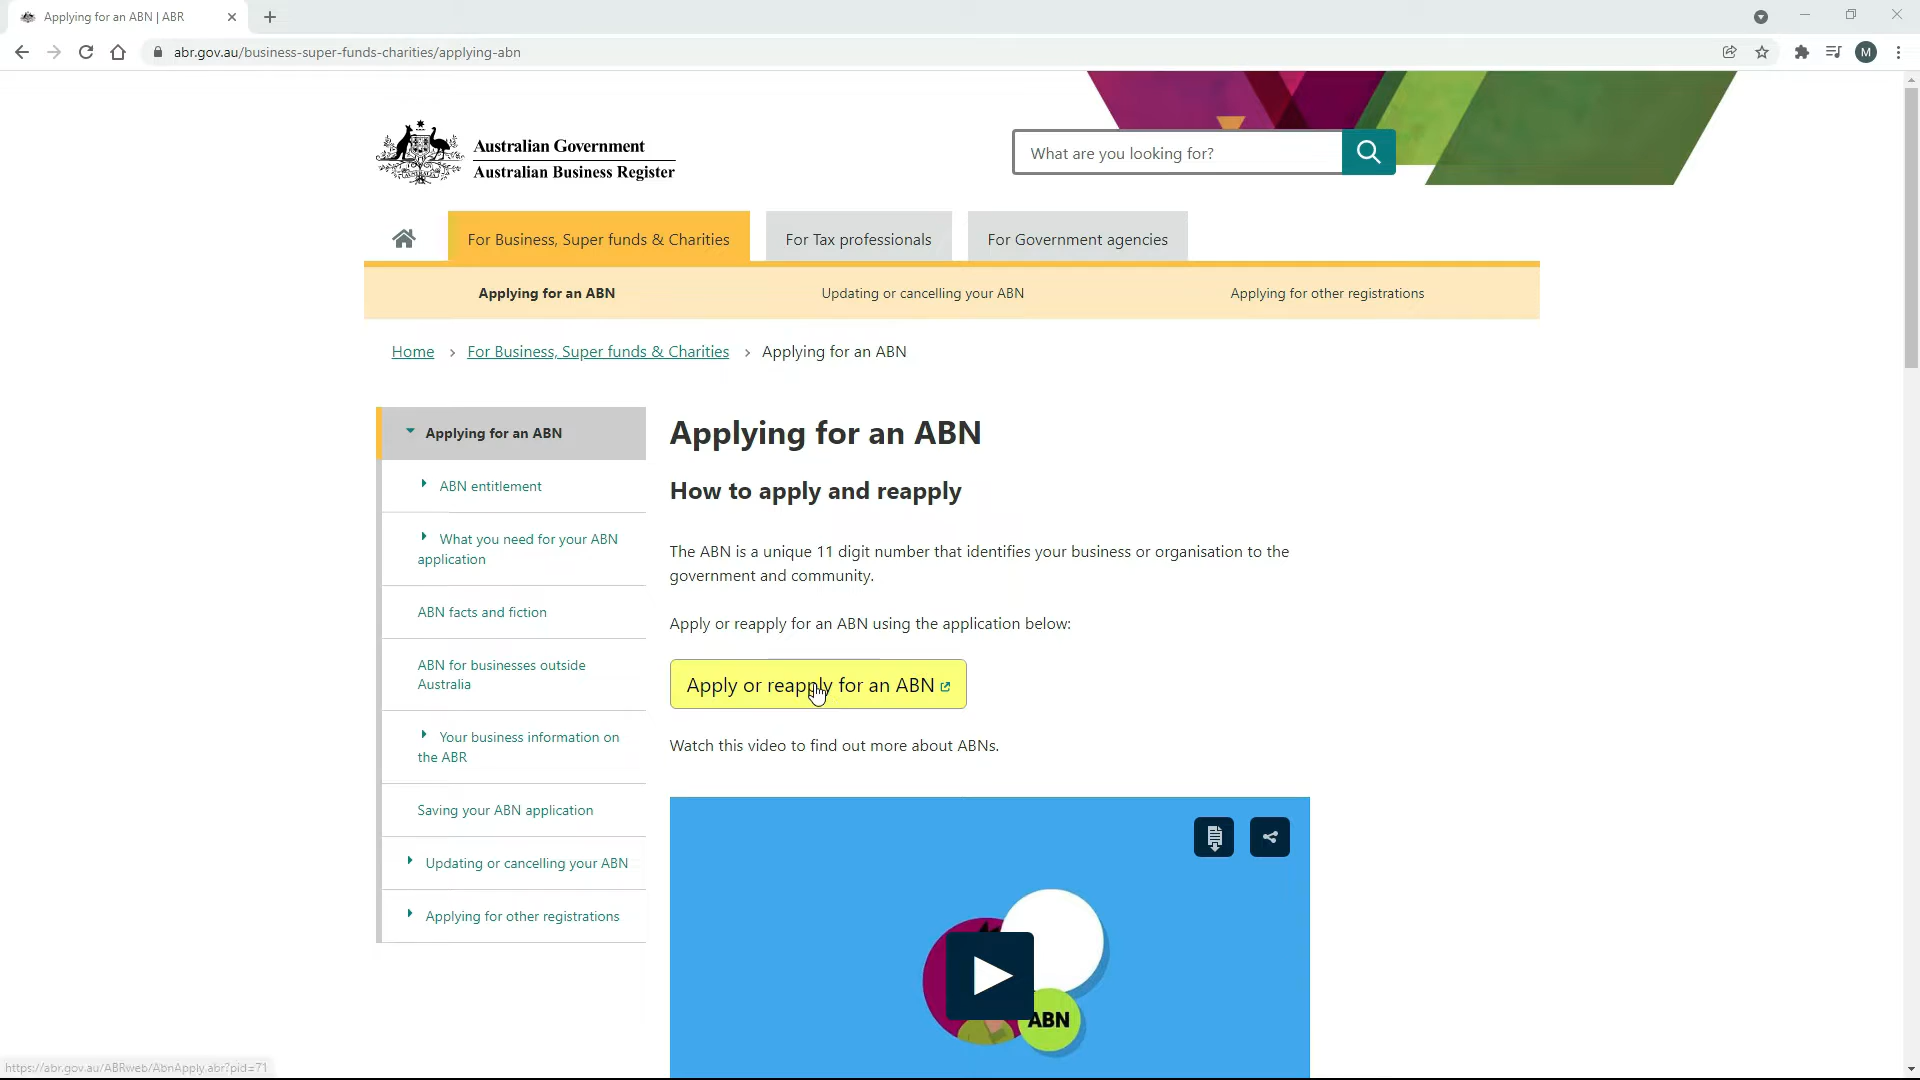 Applying for an ABN | ABR
abr.gov.au/business-super-funds-charities/applying-abn
M
Australian Government
Australian Business Register
What are you looking for?
For Business, Super funds & Charities
For Tax professionals
For Government agencies
Applying for an ABN
Updating or cancelling your ABN
Applying for other registrations
Home
For Business, Super funds & Charities
Applying for an ABN
Applying for an ABN
ABN entitlement
What you need for your ABN
application
ABN facts and fiction
ABN for businesses outside
Australia
Your business information on
the ABR
Saving your ABN application
Updating or cancelling your ABN
Applying for other registrations
Applying for an ABN
How to apply and reapply
The ABN is a unique 11 digit number that identifies your business or organisation to the
government and community.
Apply or reapply for an ABN using the application below:
Apply or reapply for an ABN
Watch this video to find out more about ABNs.
ABN
https://abr.gov.au/ABRweb/AbnApply.abr?pid=71